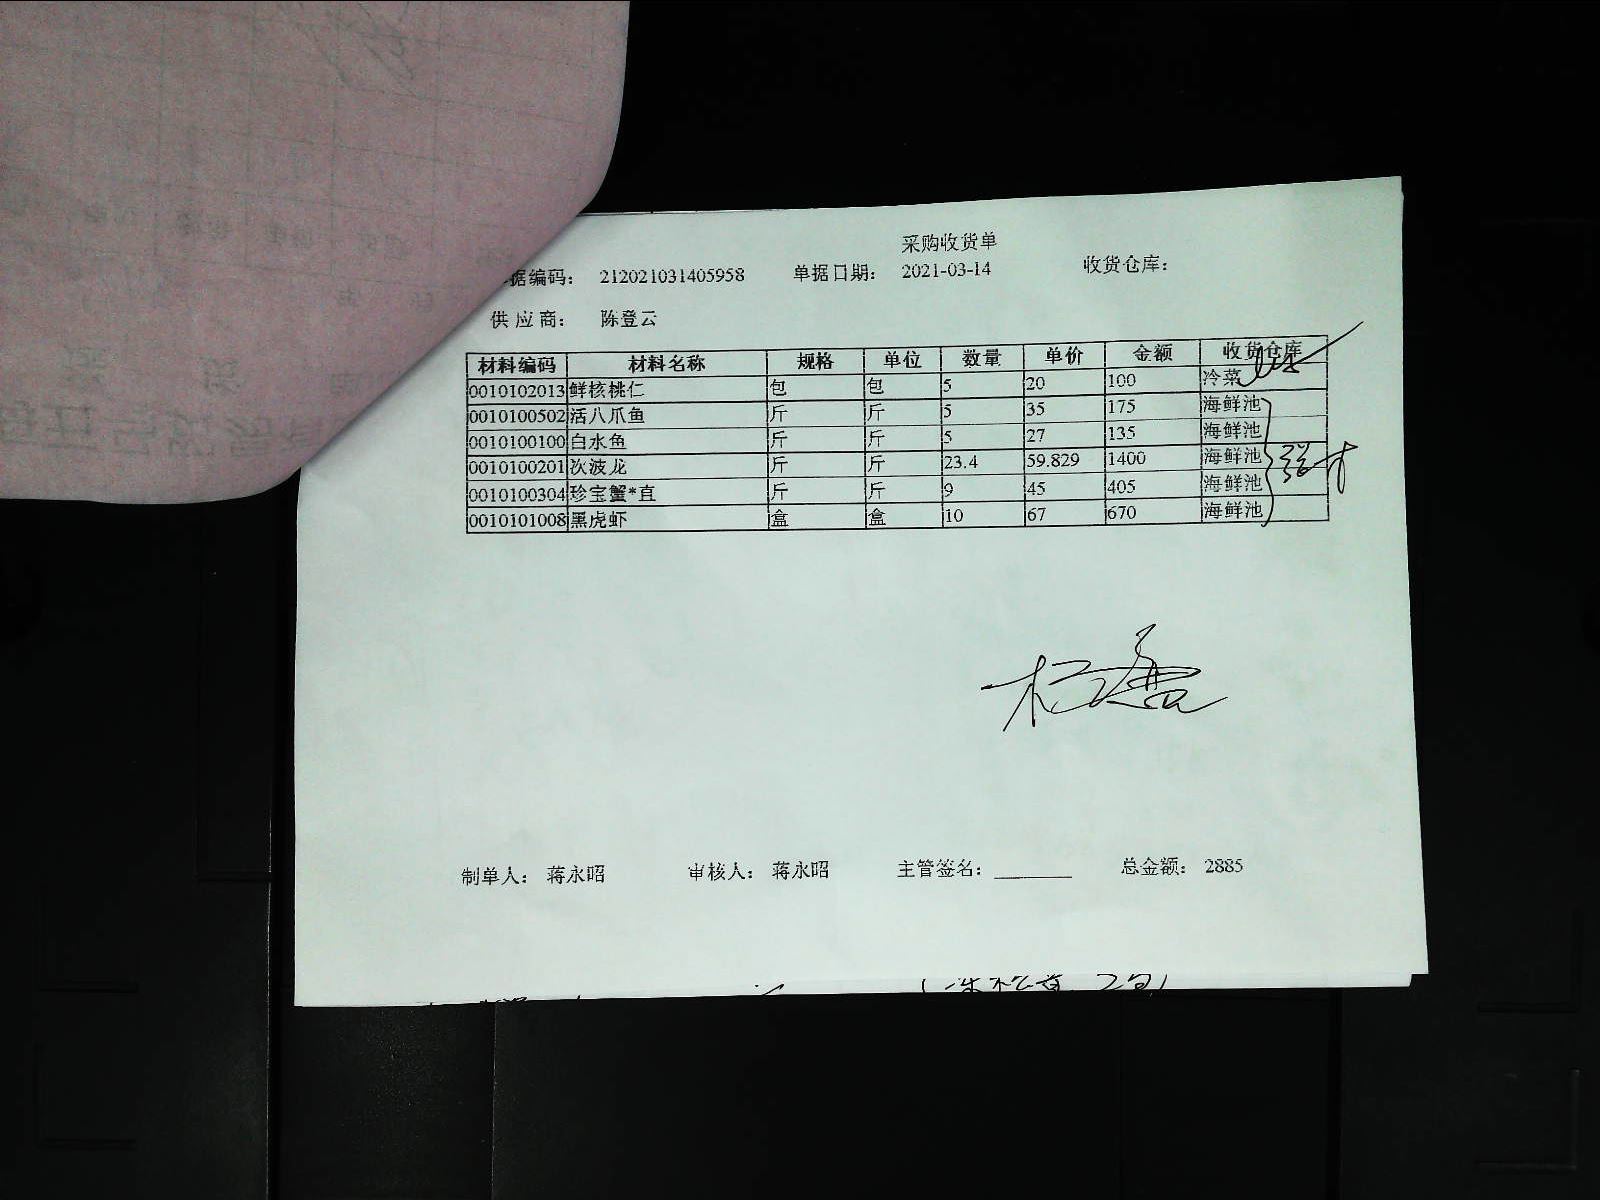 采购收货单
据编码： 212021031405958 单据日期： 2021-03-14 收货仓库：
供应商： 陈登云
材料编码 材料名称 规格 单位 数量 单价 金额 收货仓库
0010102013 鲜核桃仁 包 包 5 20 100 冷菜
0010100502 活八爪鱼 斤 斤 5 35 175 海鲜池
0010100100 白水鱼 斤 斤 5 27 135 海鲜池
0010100201 次波龙 斤 斤 23.4 59.829 1400 海鲜池
0010100304 珍宝蟹*直 斤 斤 9 45 405 海鲜池
0010101008 黑虎虾 盒 盒 10 67 670 海鲜池
制单人： 蒋永昭 审核人： 蒋永昭 主管签名： 总金额： 2885